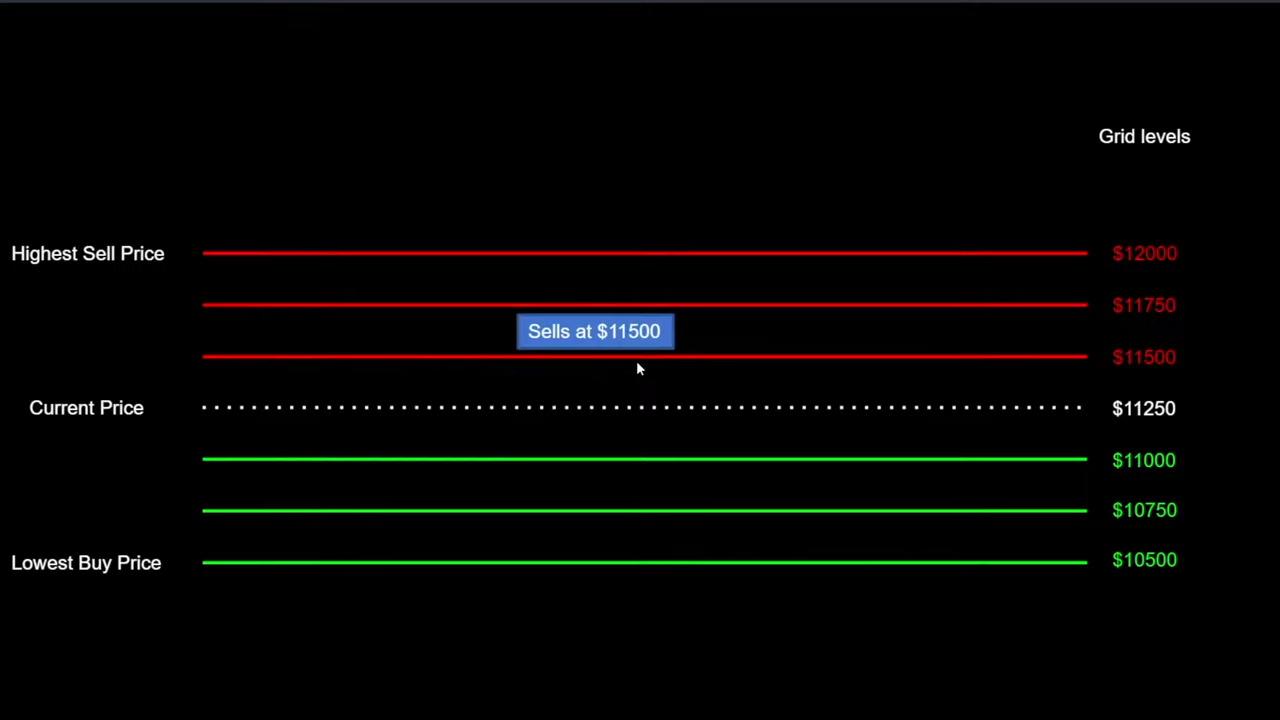 Grid levels
Highest Sell Price $12000
$11750
Sells at $11500
$11500
Current Price $11250
$11000
$10750
Lowest Buy Price $10500